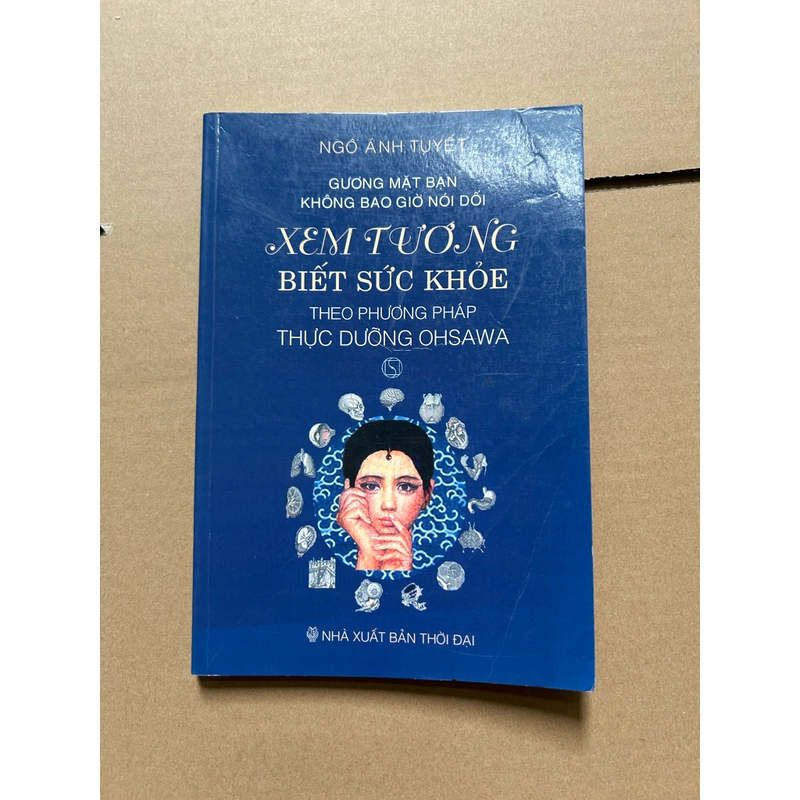 NGÔ ÁNH TUYẾT
GƯƠNG MẶT BẠN
KHÔNG BAO GIỜ NÓI DỐI
XEM TƯỚNG
BIẾT SỨC KHỎE
THEO PHƯƠNG PHÁP
THỰC DƯỠNG OHSAWA
NHÀ XUẤT BẢN THỜI ĐẠI